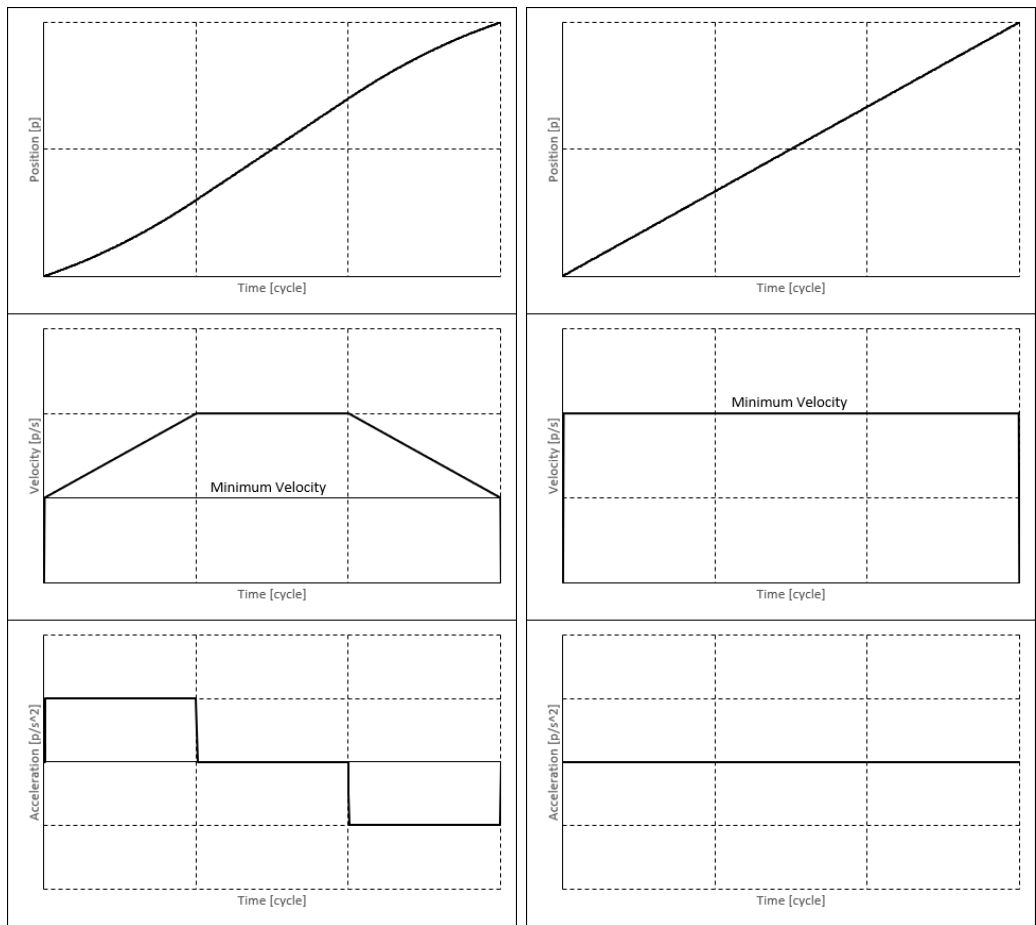 Position [p]
Time [cycle]
Position [p]
Time [cycle]
Velocity [p/s]
Minimum Velocity
Time [cycle]
Velocity [p/s]
Minimum Velocity
Time [cycle]
Acceleration [p/s^2]
Time [cycle]
Acceleration [p/s^2]
Time [cycle]